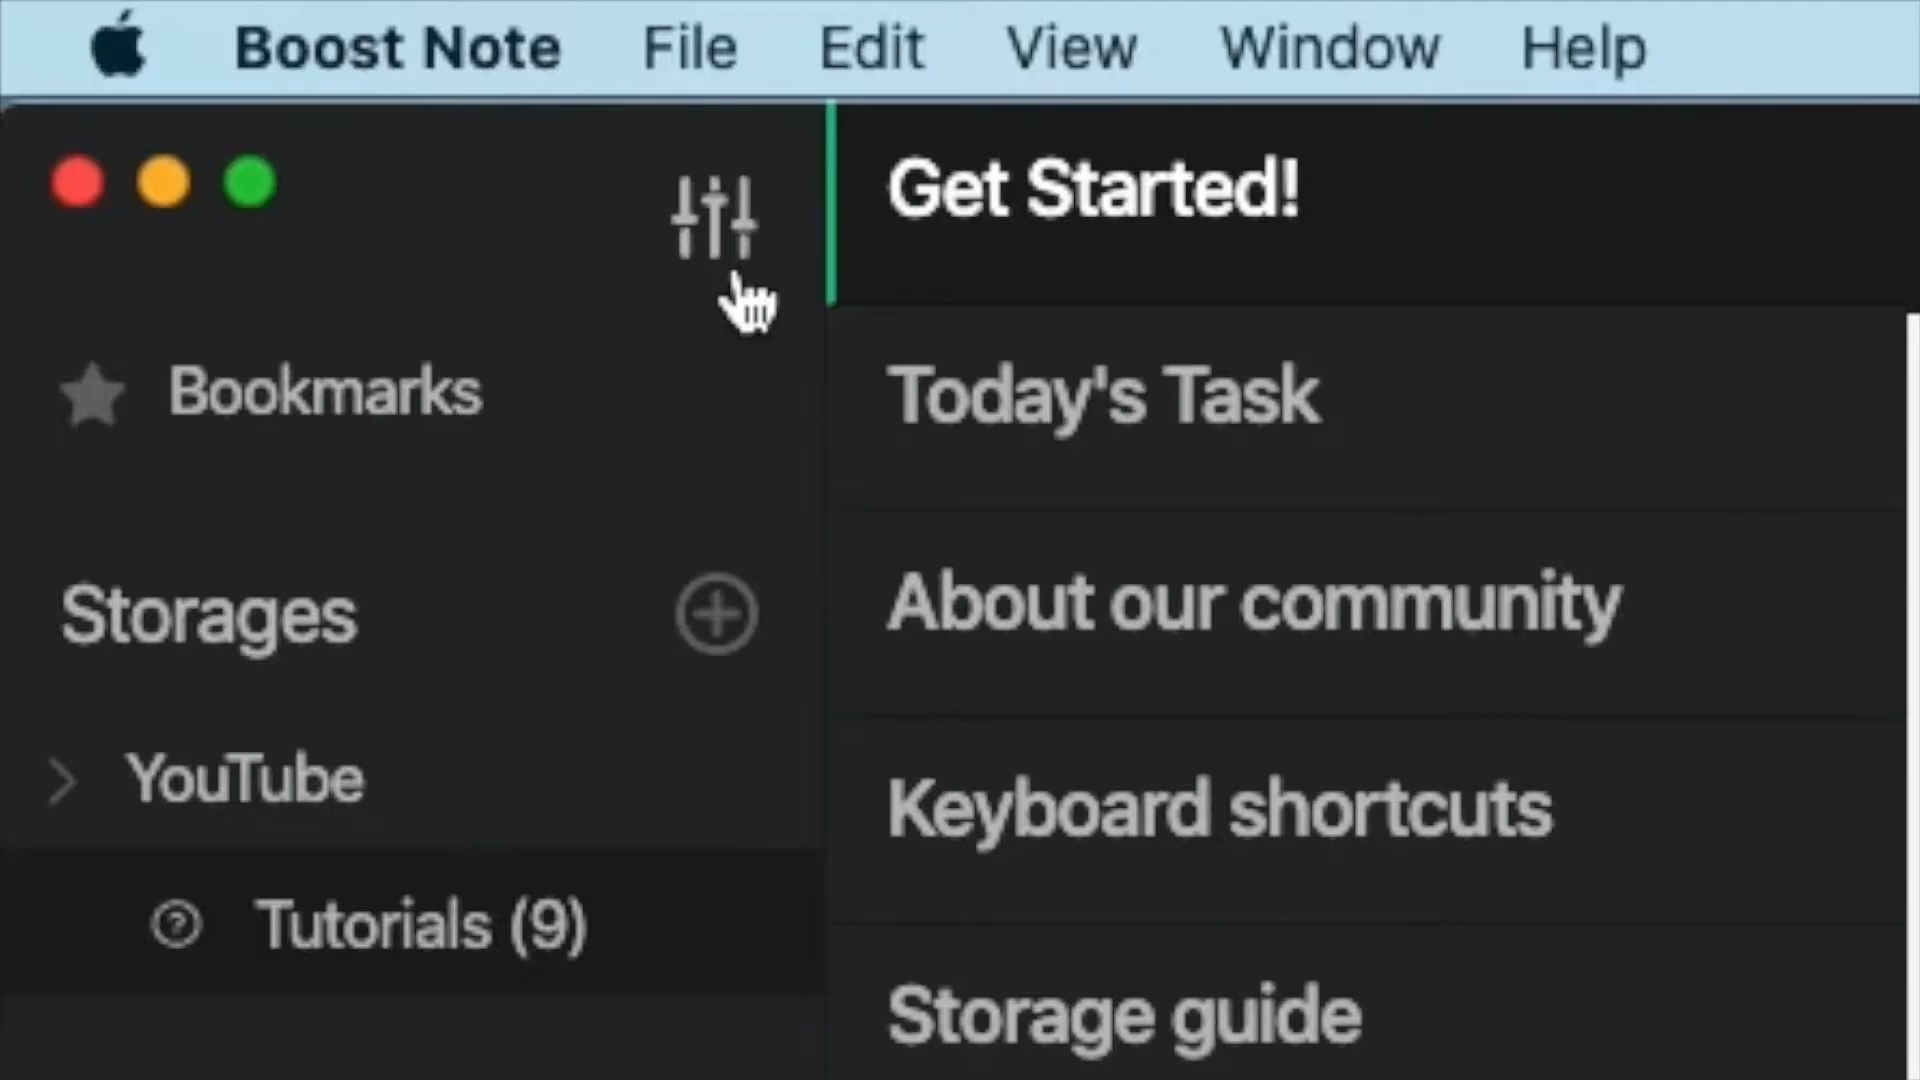 Boost Note File Edit View Window Help
Bookmarks
Storages
YouTube
Tutorials (9)
Get Started!
Today's Task
About our community
Keyboard shortcuts
Storage guide